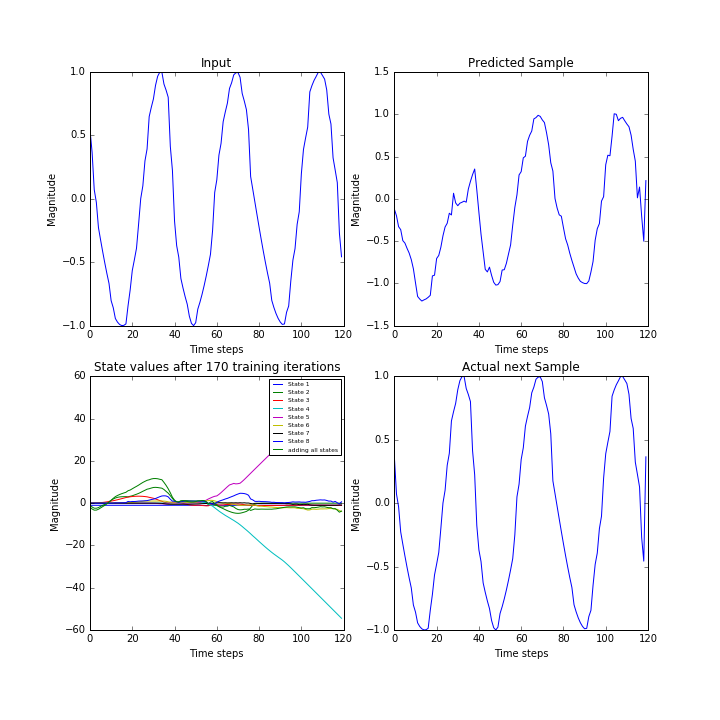 Input
1.0
0.5
0.0
−0.5
−1.0
Magnitude
0 20 40 60 80 100 120
Time steps
Predicted Sample
1.5
1.0
0.5
0.0
−0.5
−1.0
−1.5
Magnitude
0 20 40 60 80 100 120
Time steps
State values after 170 training iterations
60
40
20
0
−20
−40
−60
Magnitude
State 1
State 2
State 3
State 4
State 5
State 6
State 7
State 8
adding all states
0 20 40 60 80 100 120
Time steps
Actual next Sample
1.0
0.5
0.0
−0.5
−1.0
Magnitude
0 20 40 60 80 100 120
Time steps